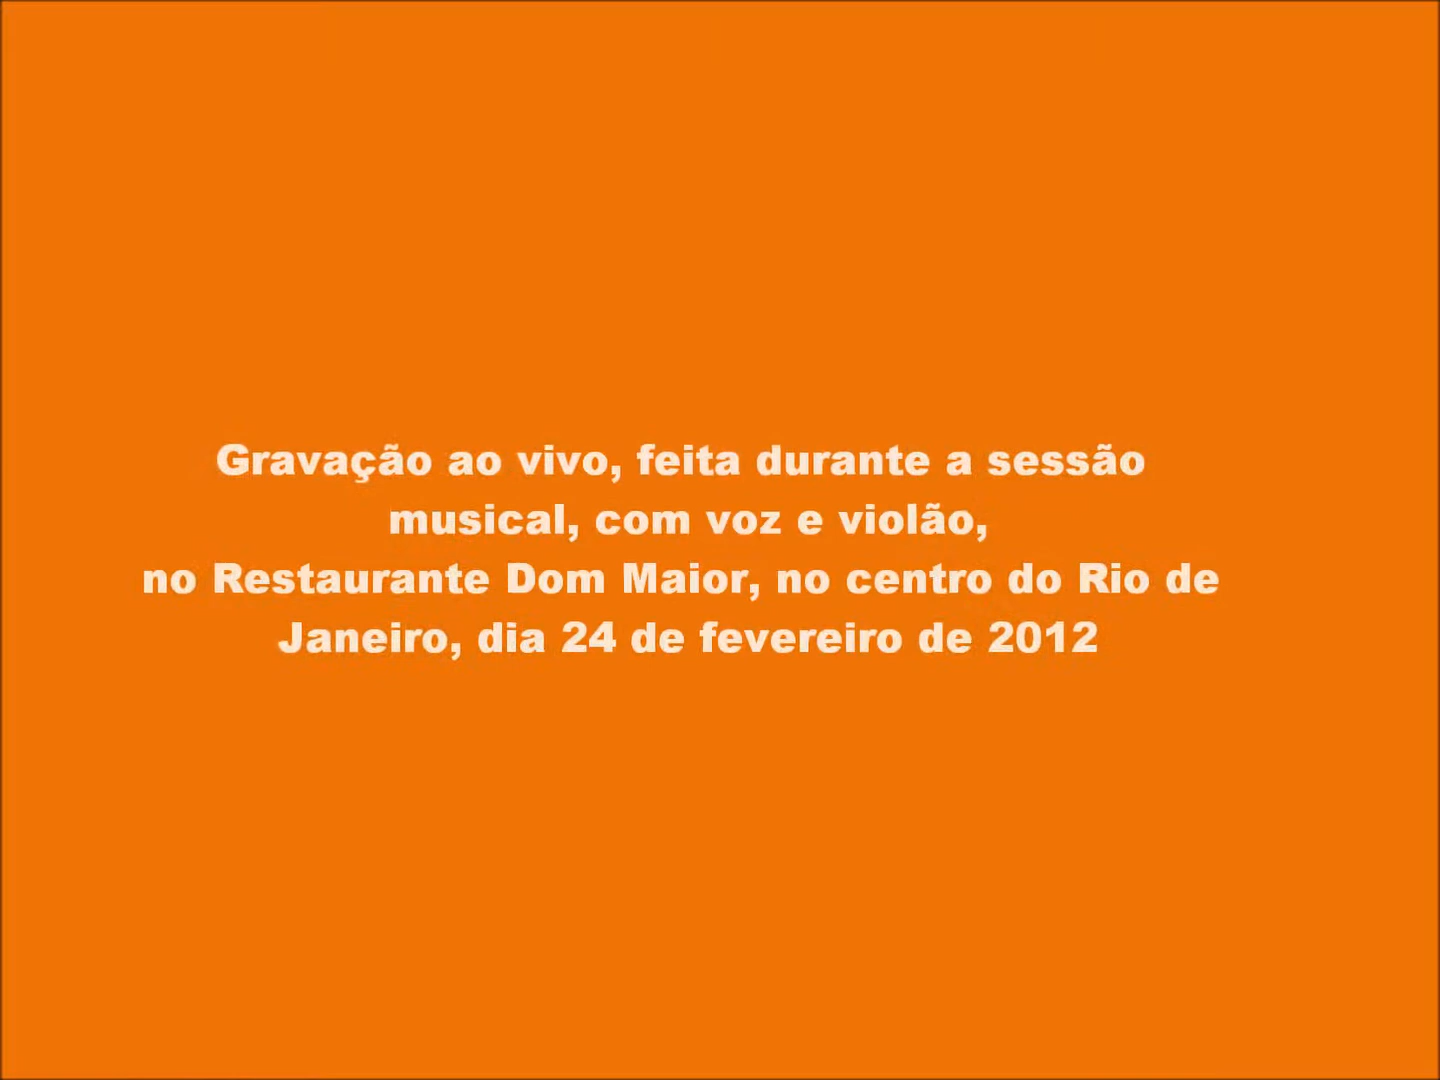 Gravação ao vivo, feita durante a sessão
musical, com voz e violão,
no Restaurante Dom Maior, no centro do Rio de
Janeiro, dia 24 de fevereiro de 2012